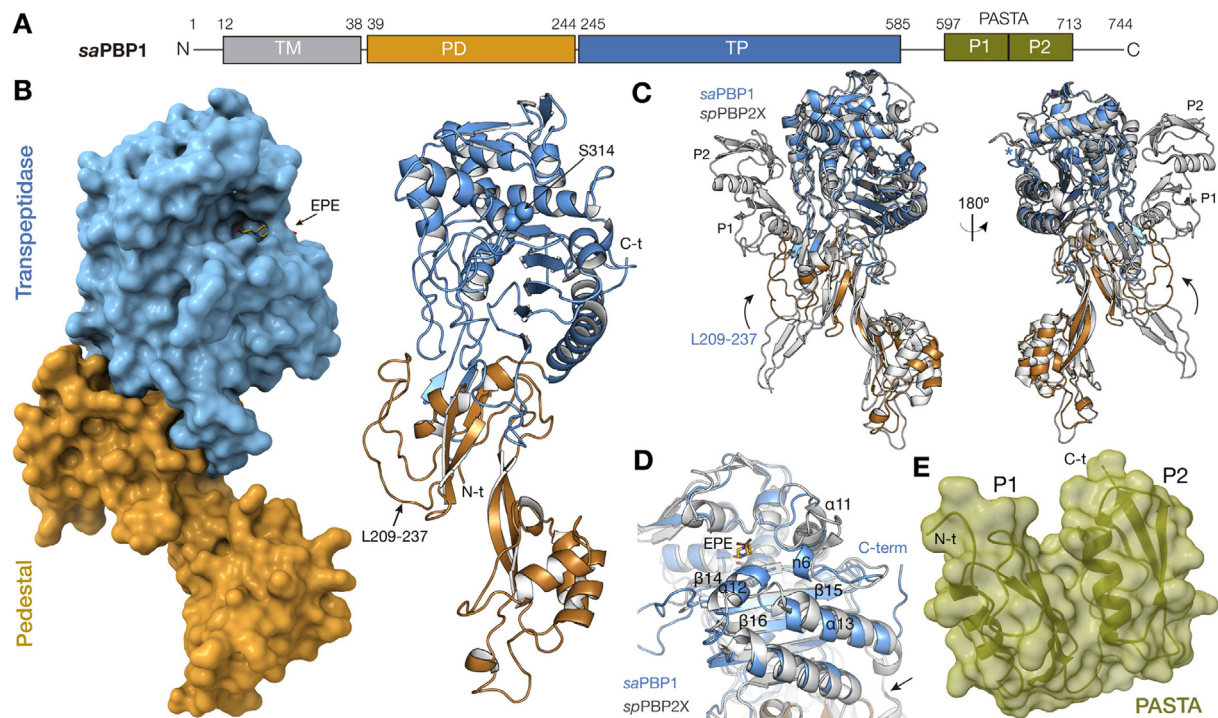 A
saPBP1
N
1
12
38
39
244
245
585
597
PASTA
713
744
TM
PD
TP
P1
P2
C
B
Transpeptidase
Pedestal
EPE
S314
C-t
N-t
L209-237
C
saPBP1
spPBP2X
P2
P1
L209-237
180º
*
P2
P1
D
EPE
α11
C-term
n6
β14
α12
β15
β16
α13
saPBP1
spPBP2X
E
C-t
P1
P2
N-t
PASTA